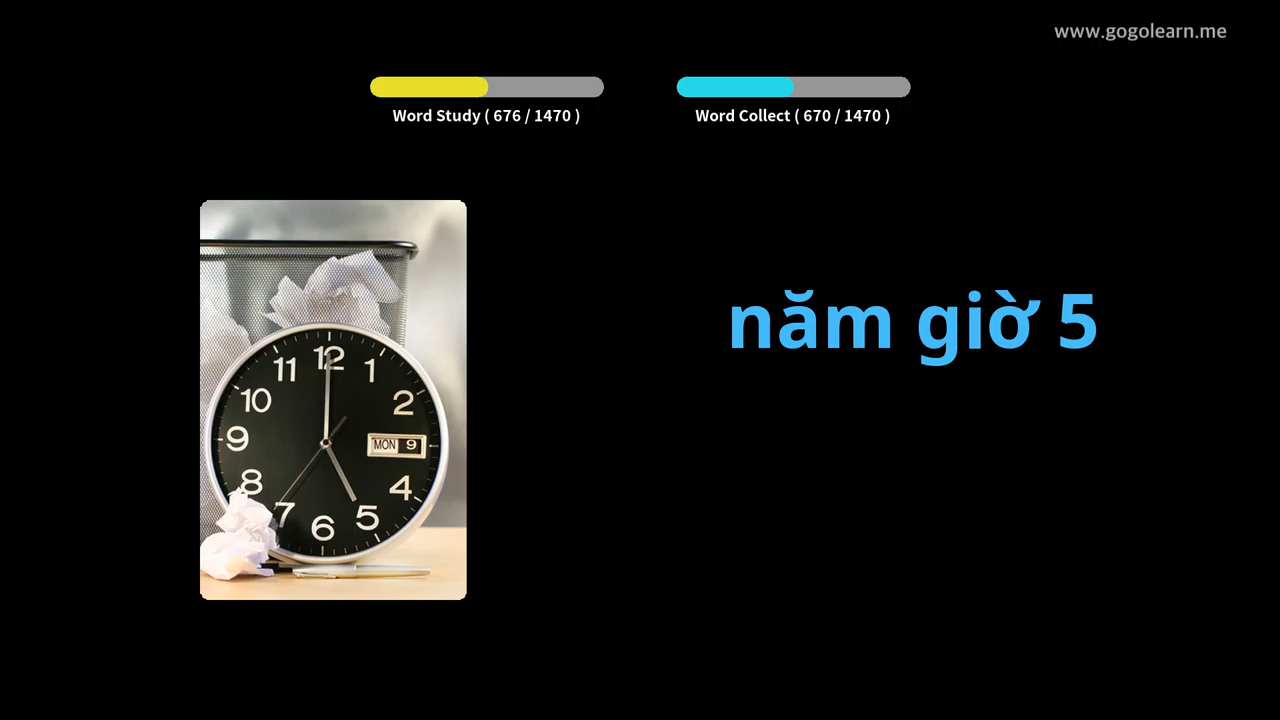 www.gogolearn.me
Word Study ( 676 / 1470 )
Word Collect ( 670 / 1470 )
năm giờ 5
12
11
1
10
2
9
MON 9
8
4
7
5
6